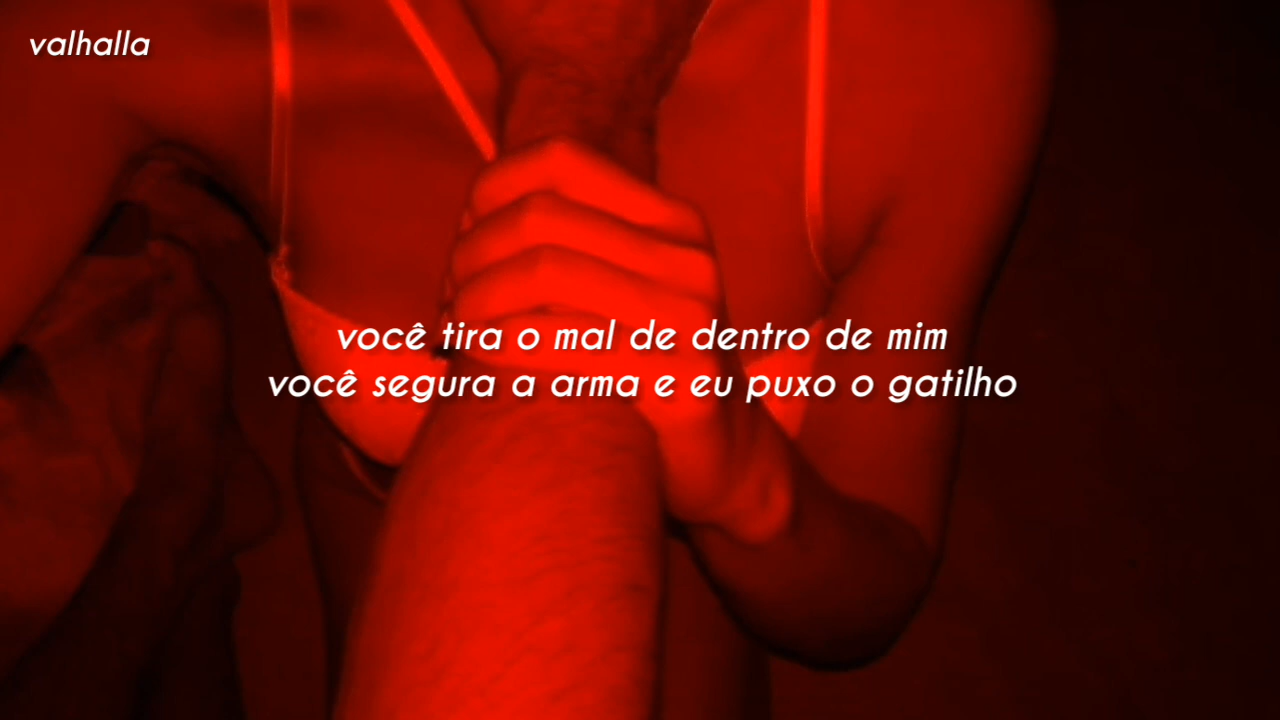 valhalla
você tira o mal de dentro de mim
você segura a arma e eu puxo o gatilho